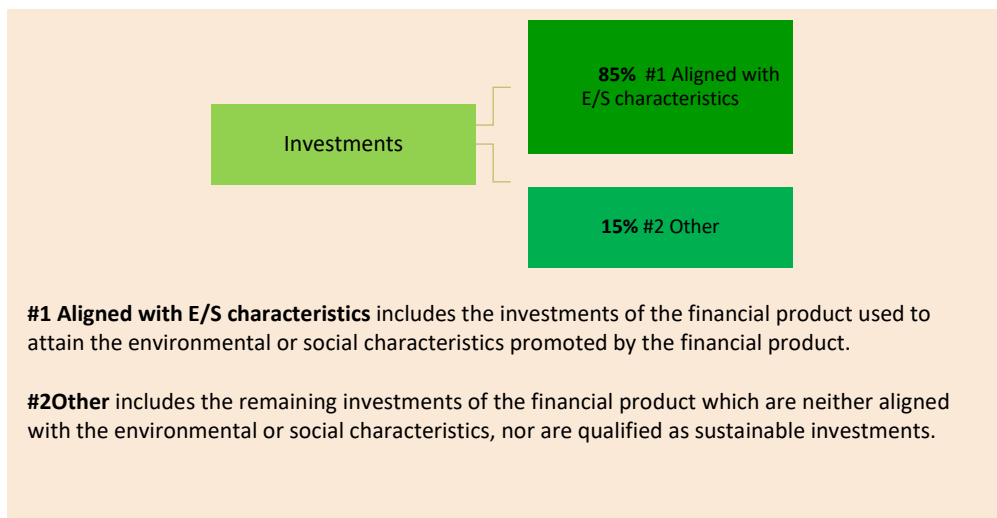 85% #1 Aligned with
E/S characteristics
Investments
15% #2 Other
#1 Aligned with E/S characteristics includes the investments of the financial product used to
attain the environmental or social characteristics promoted by the financial product.
#2Other includes the remaining investments of the financial product which are neither aligned
with the environmental or social characteristics, nor are qualified as sustainable investments.